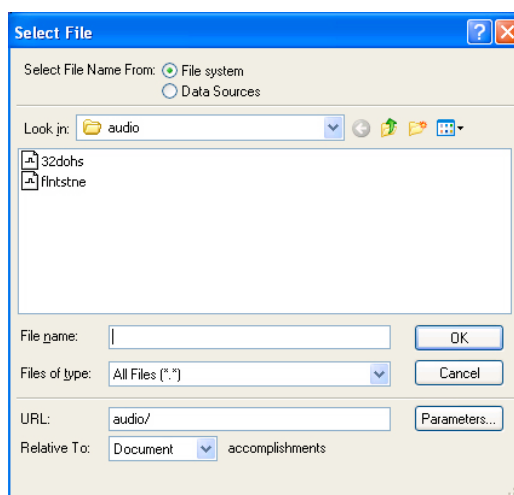 Select File
Select File Name From: File system
Data Sources
Look in: audio
32dohs
flntstne
File name: OK
Files of type: All Files (*.*) Cancel
URL: audio/ Parameters...
Relative To: Document accomplishments